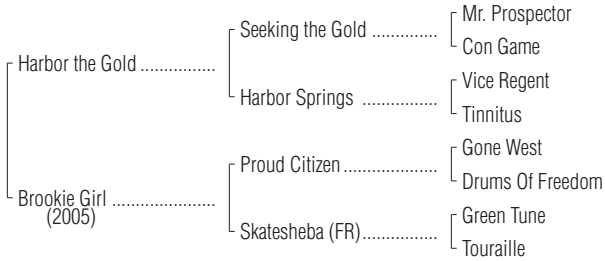 Mr. Prospector
Seeking the Gold ..............
Con Game
Harbor the Gold ................
Vice Regent
Harbor Springs ................
Tinnitus
Gone West
Proud Citizen ....................
Drums Of Freedom
Brookie Girl ......................
(2005)
Green Tune
Skatesheba (FR)................
Touraille